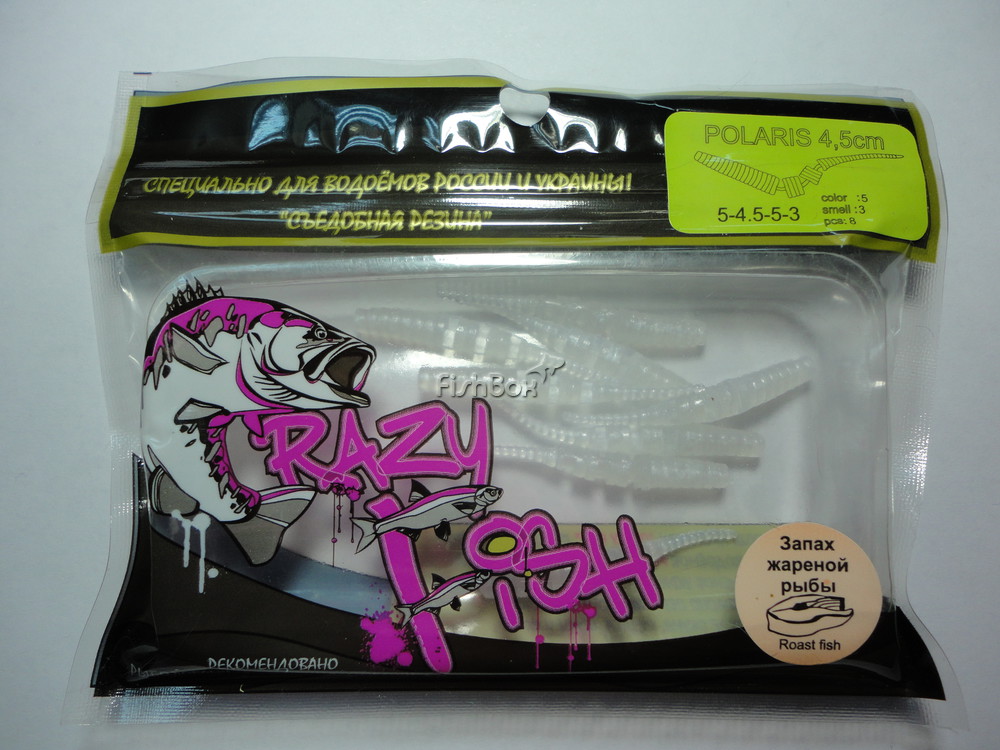 СПЕЦИАЛЬНО ДЛЯ ВОДОЁМОВ РОССИИ И УКРАИНЫ!
"СЪЕДОБНАЯ РЕЗИНА"
POLARIS 4,5cm
5-4.5-5-3
color :5
smell :3
pcs: 8
FishBox
CRAZY
FISH
Запах
жареной
рыбы
Roast fish
РЕКОМЕНДОВАНО